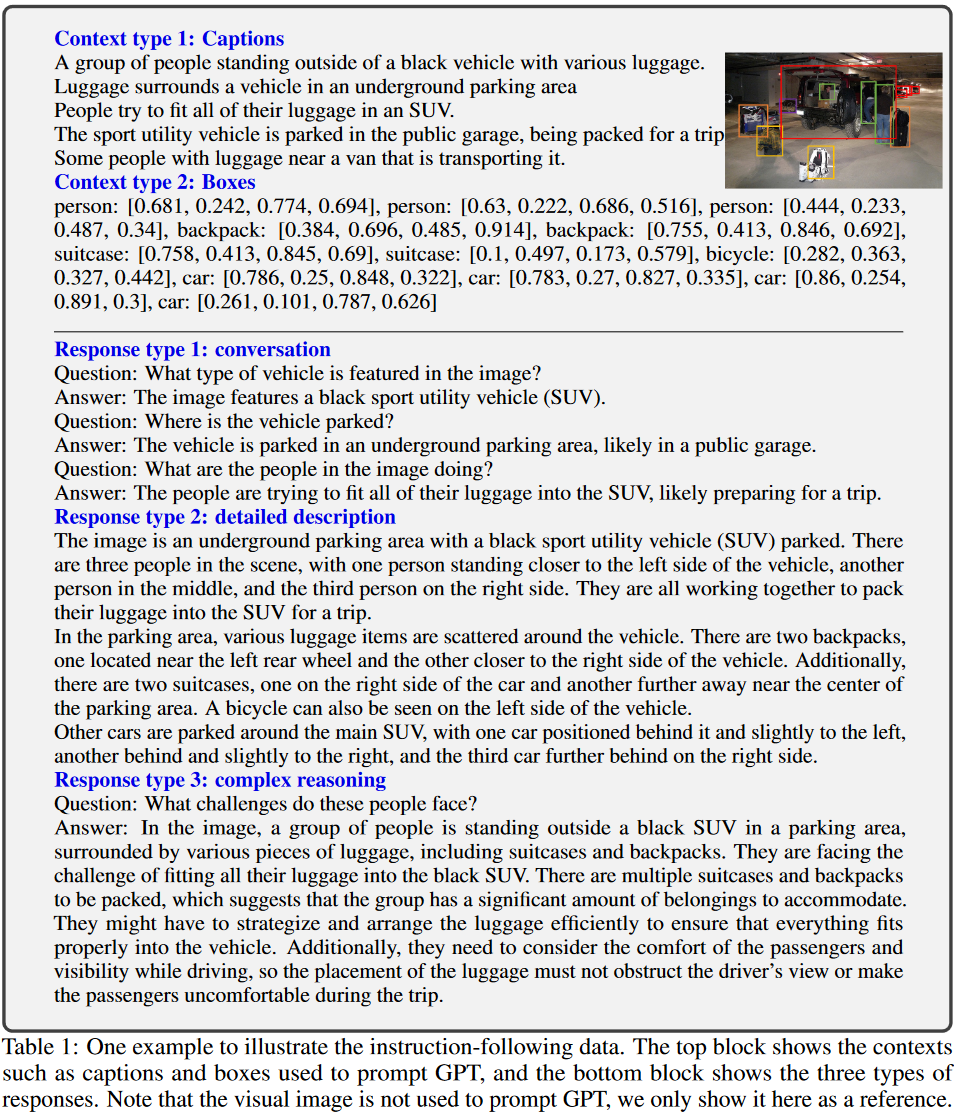 Context type 1: Captions
A group of people standing outside of a black vehicle with various luggage.
Luggage surrounds a vehicle in an underground parking area
People try to fit all of their luggage in an SUV.
The sport utility vehicle is parked in the public garage, being packed for a trip
Some people with luggage near a van that is transporting it.
Context type 2: Boxes
person: [0.681, 0.242, 0.774, 0.694], person: [0.63, 0.222, 0.686, 0.516], person: [0.444, 0.233,
0.487, 0.34], backpack: [0.384, 0.696, 0.485, 0.914], backpack: [0.755, 0.413, 0.846, 0.692],
suitcase: [0.758, 0.413, 0.845, 0.69], suitcase: [0.1, 0.497, 0.173, 0.579], bicycle: [0.282, 0.363,
0.327, 0.442], car: [0.786, 0.25, 0.848, 0.322], car: [0.783, 0.27, 0.827, 0.335], car: [0.86, 0.254,
0.891, 0.3], car: [0.261, 0.101, 0.787, 0.626]
Response type 1: conversation
Question: What type of vehicle is featured in the image?
Answer: The image features a black sport utility vehicle (SUV).
Question: Where is the vehicle parked?
Answer: The vehicle is parked in an underground parking area, likely in a public garage.
Question: What are the people in the image doing?
Answer: The people are trying to fit all of their luggage into the SUV, likely preparing for a trip.
Response type 2: detailed description
The image is an underground parking area with a black sport utility vehicle (SUV) parked. There
are three people in the scene, with one person standing closer to the left side of the vehicle, another
person in the middle, and the third person on the right side. They are all working together to pack
their luggage into the SUV for a trip.
In the parking area, various luggage items are scattered around the vehicle. There are two backpacks,
one located near the left rear wheel and the other closer to the right side of the vehicle. Additionally,
there are two suitcases, one on the right side of the car and another further away near the center of
the parking area. A bicycle can also be seen on the left side of the vehicle.
Other cars are parked around the main SUV, with one car positioned behind it and slightly to the left,
another behind and slightly to the right, and the third car further behind on the right side.
Response type 3: complex reasoning
Question: What challenges do these people face?
Answer: In the image, a group of people is standing outside a black SUV in a parking area,
surrounded by various pieces of luggage, including suitcases and backpacks. They are facing the
challenge of fitting all their luggage into the black SUV. There are multiple suitcases and backpacks
to be packed, which suggests that the group has a significant amount of belongings to accommodate.
They might have to strategize and arrange the luggage efficiently to ensure that everything fits
properly into the vehicle. Additionally, they need to consider the comfort of the passengers and
visibility while driving, so the placement of the luggage must not obstruct the driver's view or make
the passengers uncomfortable during the trip.
Table 1: One example to illustrate the instruction-following data. The top block shows the contexts
such as captions and boxes used to prompt GPT, and the bottom block shows the three types of
responses. Note that the visual image is not used to prompt GPT, we only show it here as a reference.